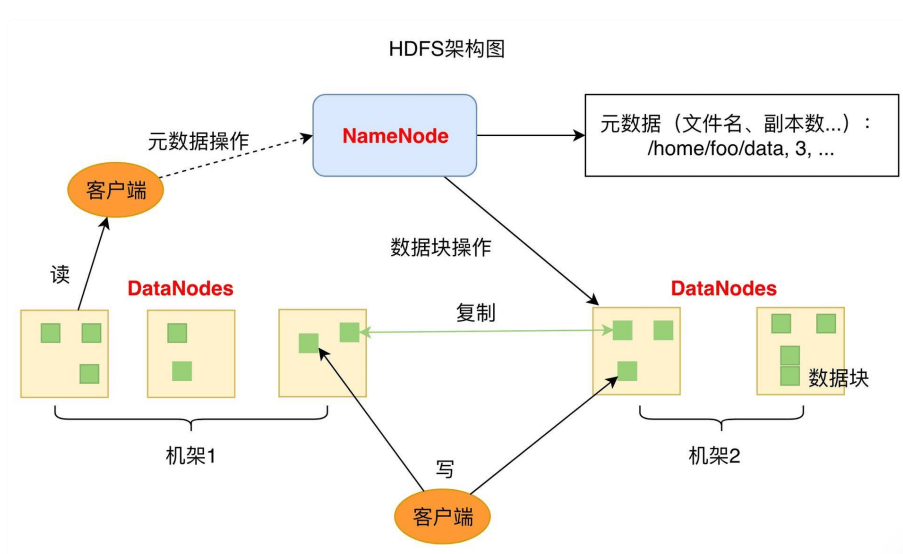 HDFS架构图
元数据操作
NameNode
元数据（文件名、副本数...）：
/home/foo/data, 3, ...
客户端
数据块操作
读
DataNodes
DataNodes
复制
数据块
机架1
机架2
写
客户端